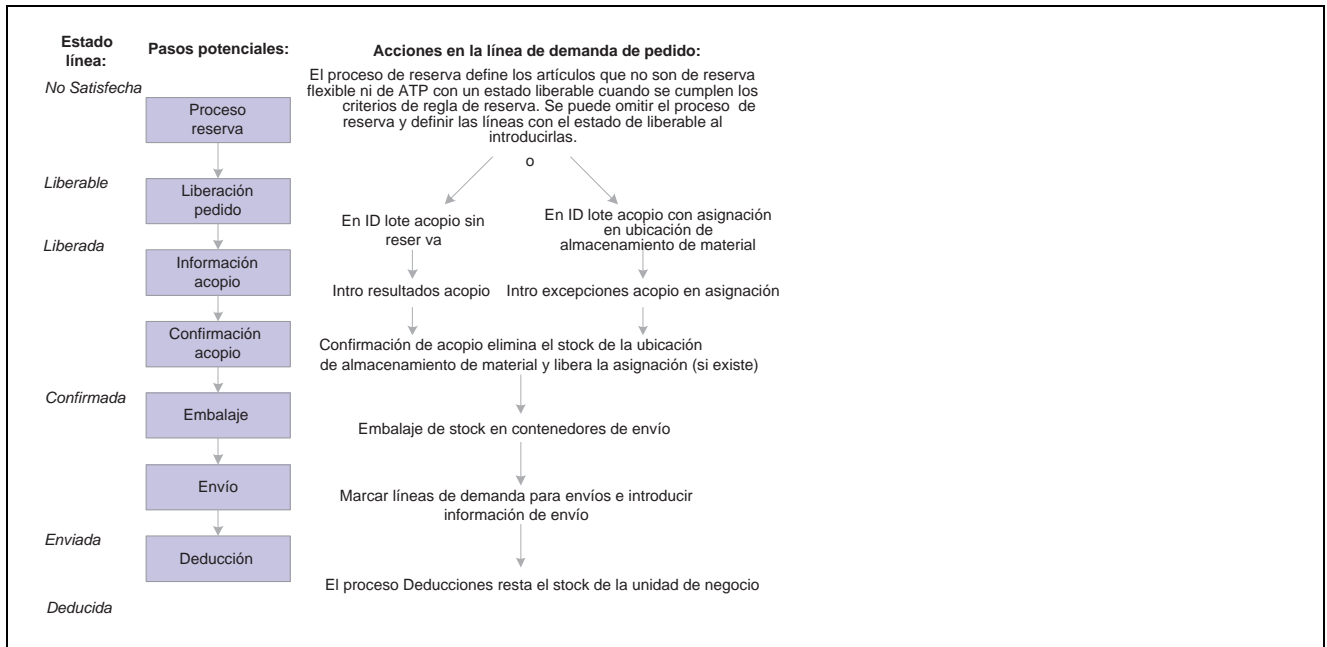 Estado
línea:
Pasos potenciales:
Acciones en la línea de demanda de pedido:
No Satisfecha
El proceso de reserva define los artículos que no son de reserva
flexible ni de ATP con un estado liberable cuando se cumplen los
criterios de regla de reserva. Se puede omitir el proceso de
reserva y definir las líneas con el estado de liberable al
introducirlas.
Proceso
reserva
o
Liberable
Liberación
pedido
En ID lote acopio sin
reser va
En ID lote acopio con asignación
en ubicación de
almacenamiento de material
Liberada
Información
acopio
Intro resultados acopio
Intro excepciones acopio en asignación
Confirmación
acopio
Confirmación de acopio elimina el stock de la ubicación
de almacenamiento de material y libera la asignación (si existe)
Confirmada
Embalaje
Embalaje de stock en contenedores de envío
Envío
Marcar líneas de demanda para envíos e introducir
información de envío
Enviada
Deducción
El proceso Deducciones resta el stock de la unidad de negocio
Deducida